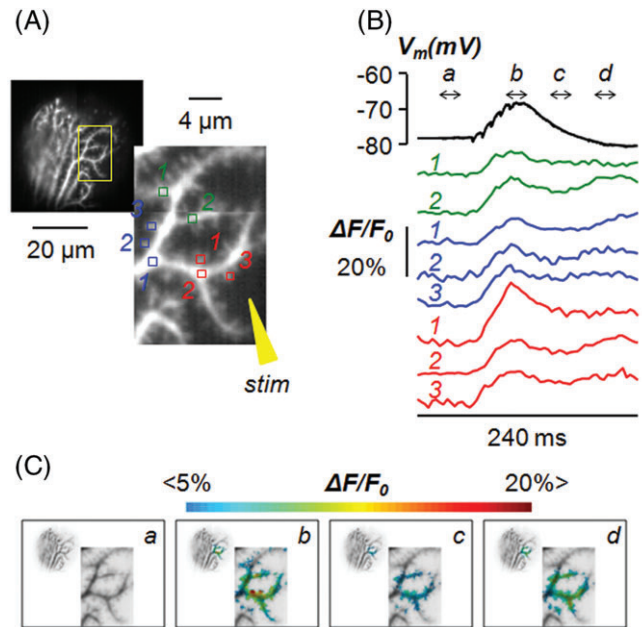 (A)
4 µm
20 µm
1
2
3
2
1
1
2
3
stim
(B)
Vm(mV)
-60
-70
-80
a b c d
1
2
1
2
3
1
2
3
ΔF/F0
20%
240 ms
(C)
<5% ΔF/F0 20%>
a b c d